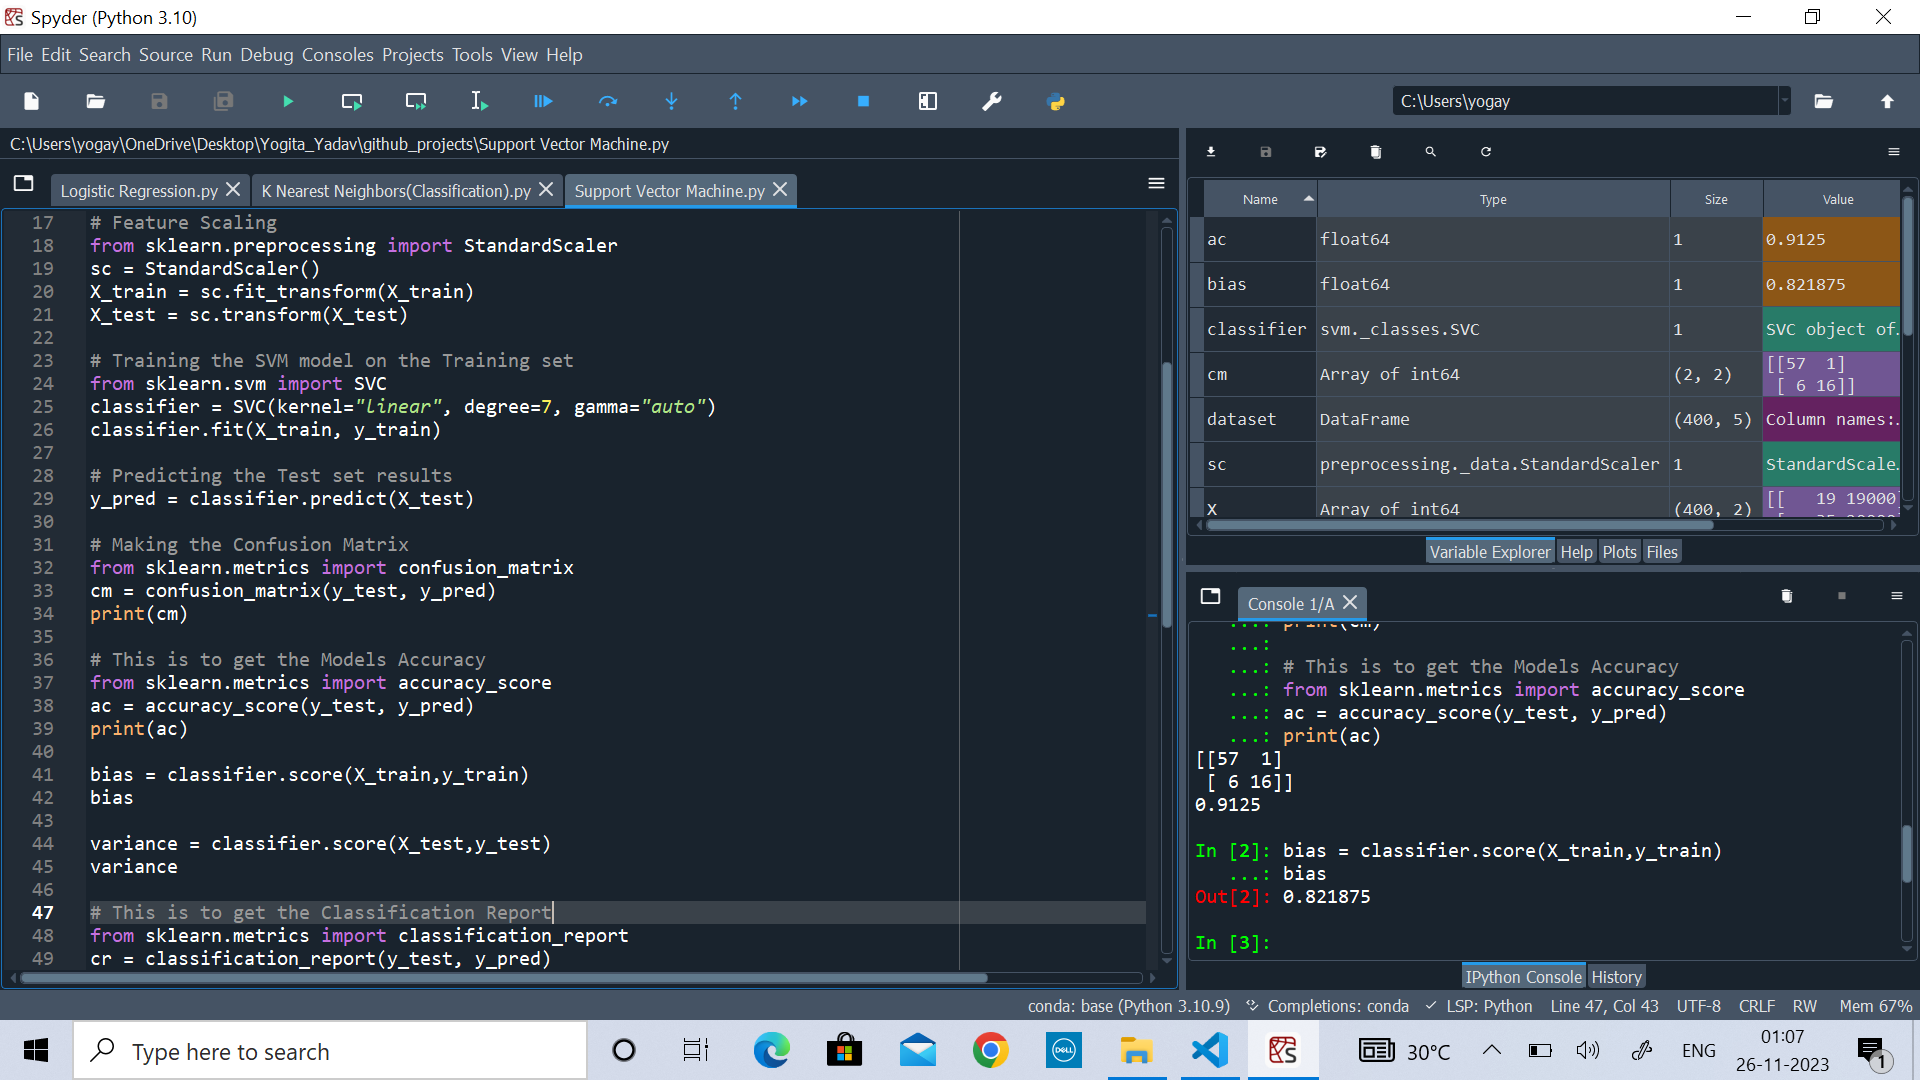 Spyder (Python 3.10)
File Edit Search Source Run Debug Consoles Projects Tools View Help
C:\Users\yogay
C:\Users\yogay\OneDrive\Desktop\Yogita_Yadav\github_projects\Support Vector Machine.py
Logistic Regression.py K Nearest Neighbors(Classification).py Support Vector Machine.py
17 # Feature Scaling
18 from sklearn.preprocessing import StandardScaler
19 sc = StandardScaler()
20 X_train = sc.fit_transform(X_train)
21 X_test = sc.transform(X_test)
22
23 # Training the SVM model on the Training set
24 from sklearn.svm import SVC
25 classifier = SVC(kernel="linear", degree=7, gamma="auto")
26 classifier.fit(X_train, y_train)
27
28 # Predicting the Test set results
29 y_pred = classifier.predict(X_test)
30
31 # Making the Confusion Matrix
32 from sklearn.metrics import confusion_matrix
33 cm = confusion_matrix(y_test, y_pred)
34 print(cm)
35
36 # This is to get the Models Accuracy
37 from sklearn.metrics import accuracy_score
38 ac = accuracy_score(y_test, y_pred)
39 print(ac)
40
41 bias = classifier.score(X_train,y_train)
42 bias
43
44 variance = classifier.score(X_test,y_test)
45 variance
46
47 # This is to get the Classification Report
48 from sklearn.metrics import classification_report
49 cr = classification_report(y_test, y_pred)
Name Type Size Value
ac float64 1 0.9125
bias float64 1 0.821875
classifier svm._classes.SVC 1 SVC object of.
cm Array of int64 (2, 2) [[57 1]
[ 6 16]]
dataset DataFrame (400, 5) Column names:.
sc preprocessing._data.StandardScaler 1 StandardScale.
X Array of int64 (400, 2) [[ 19 19000
Variable Explorer Help Plots Files
Console 1/A
...: print(cm)
...:
...: # This is to get the Models Accuracy
...: from sklearn.metrics import accuracy_score
...: ac = accuracy_score(y_test, y_pred)
...: print(ac)
[[57 1]
[ 6 16]]
0.9125
In [2]: bias = classifier.score(X_train,y_train)
...: bias
Out[2]: 0.821875
In [3]:
IPython Console History
conda: base (Python 3.10.9) Completions: conda LSP: Python Line 47, Col 43 UTF-8 CRLF RW Mem 67%
Type here to search
DELL
30°C
ENG
01:07
26-11-2023
1